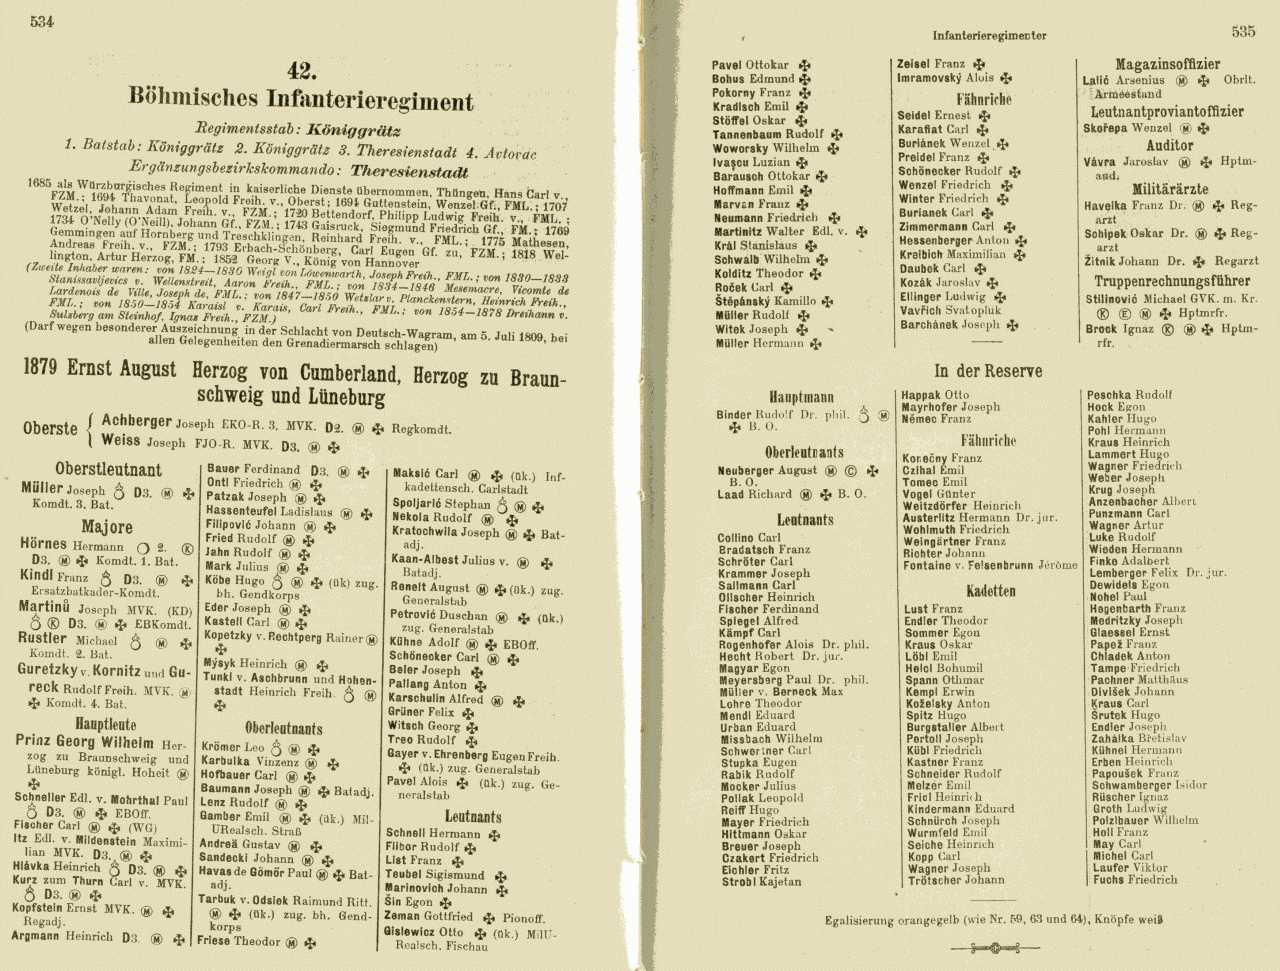 534
42.
Böhmisches Infanterieregiment
Regimentsstab: Königgrätz
1. Batstab: Königgrätz 2. Königgrätz 3. Theresienstadt 4. Avtovac
Ergänzungsbezirkskommando: Theresienstadt
1685 als Würzburgisches Regiment in kaiserliche Dienste übernommen, Thüngen, Hans Carl v.,
FZM.; 1694 Thavonat, Leopold Freih. v., Oberst; 1694 Guttenstein, Wenzel Gf., FML.; 1707
Wetzel, Johann Adam Freih. v., FZM.; 1720 Bettendorf, Philipp Ludwig Freih. v., FML.;
1734 O'Nelly (O'Neill), Johann Gf., FZM.; 1743 Gaisruck, Siegmund Friedrich Gf., FM.; 1769
Gemmingen auf Hornberg und Treschklingen, Reinhard Freih. v., FML.; 1775 Mathesen,
Andreas Freih. v., FZM.; 1793 Erbach-Schönberg, Carl Eugen Gf. zu, FZM.; 1818 Wel-
lington, Artur Herzog, FM.; 1852 Georg V., König von Hannover
(Zweite Inhaber waren: von 1824—1830 Weigl von Löwenwarth, Joseph Freih., FML.; von 1830—1833
Stanissavljevics v. Wellenstreit, Aaron Freih., FML.; von 1834—1846 Mesemacre, Vicomte de
Lardenois de Ville, Joseph de, FML.; von 1847—1850 Wetzlar v. Planckenstern, Heinrich Freih.,
FML.; von 1850—1854 Karaisl v. Karais, Carl Freih., FML.; von 1854—1878 Dreihann v.
Sulzberg am Steinhof, Ignaz Freih., FZM.)
(Darf wegen besonderer Auszeichnung in der Schlacht von Deutsch-Wagram, am 5. Juli 1809, bei
allen Gelegenheiten den Grenadiermarsch schlagen)
1879 Ernst August Herzog von Cumberland, Herzog zu Braun-
schweig und Lüneburg
Oberste
Achberger Joseph EKO-R. 3. MVK. D2. Ⓜ ✠ Regkomdt.
Weiss Joseph FJO-R. MVK. D3. Ⓜ ✠
Oberstleutnant
Müller Joseph D3. Ⓜ ✠
Komdt. 3. Bat.
Majore
Hörnes Hermann 2. Ⓚ
D3. Ⓜ ✠ Komdt. 1. Bat.
Kindl Franz D3. Ⓜ ✠
Ersatzbatkader-Komdt.
Martinů Joseph MVK. (KD)
Ⓚ D3. Ⓜ ✠ EBKomdt.
Rustler Michael Ⓜ ✠
Komdt. 2. Bat.
Guretzky v. Kornitz und Gu-
reck Rudolf Freih. MVK. Ⓜ
✠ Komdt. 4. Bat.
Hauptleute
Prinz Georg Wilhelm Her-
zog zu Braunschweig und
Lüneburg königl. Hoheit Ⓜ
✠
Schneller Edl. v. Mohrthal Paul
D3. Ⓜ ✠ EBOff.
Fischer Carl Ⓜ ✠ (WG)
Itz Edl. v. Mildenstein Maximi-
lian MVK. D3. Ⓜ ✠
Hlávka Heinrich D3. Ⓜ ✠
Kurz zum Thurn Carl v. MVK.
D3. Ⓜ ✠
Kopfstein Ernst MVK. Ⓜ ✠
Regadj.
Argmann Heinrich D3. Ⓜ ✠
Bauer Ferdinand D3. Ⓜ ✠
Ontl Friedrich Ⓜ ✠
Patzak Joseph Ⓜ ✠
Hassenteufel Ladislaus Ⓜ ✠
Filipović Johann Ⓜ ✠
Fried Rudolf Ⓜ ✠
Jahn Rudolf Ⓜ ✠
Mark Julius Ⓜ ✠
Köbe Hugo Ⓜ ✠ (ük) zug.
bh. Gendkorps
Eder Joseph Ⓜ ✠
Kastell Carl Ⓜ ✠
Kopetzky v. Rechtperg Rainer Ⓜ
✠
Mýsyk Heinrich Ⓜ ✠
Tunkl v. Aschbrunn und Hohen-
stadt Heinrich Freih. Ⓜ
✠
Oberleutnants
Krömer Leo Ⓜ ✠
Karbulka Vinzenz Ⓜ ✠
Hofbauer Carl Ⓜ ✠
Baumann Joseph Ⓜ ✠ Batadj.
Lenz Rudolf Ⓜ ✠
Gamber Emil Ⓜ ✠ (ük.) Mil-
URealsch. Straß
Andreä Gustav Ⓜ ✠
Sandecki Johann Ⓜ ✠
Havas de Gömör Paul Ⓜ ✠ Bat-
adj.
Tarbuk v. Odsiek Raimund Ritt.
Ⓜ ✠ (ük.) zug. bh. Gend-
korps
Friese Theodor Ⓜ ✠
Maksić Carl Ⓜ ✠ (ük.) Inf-
kadettensch. Carlstadt
Spoljarić Stephan Ⓜ ✠
Nekola Rudolf Ⓜ ✠
Kratochwila Joseph Ⓜ ✠ Bat-
adj.
Kaan-Albest Julius v. Ⓜ ✠
Batadj.
Renelt August Ⓜ ✠ (ük.) zug.
Generalstab
Petrović Duschan Ⓜ ✠ (ük.)
zug. Generalstab
Kühne Adolf Ⓜ ✠ EBOff.
Schönecker Carl Ⓜ ✠
Beler Joseph ✠
Pallang Anton ✠
Karschulin Alfred Ⓜ ✠
Grüner Felix ✠
Witsch Georg ✠
Treo Rudolf ✠
Gayer v. Ehrenberg Eugen Freih.
✠ (ük.) zug. Generalstab
Pavel Alois ✠ (ük.) zug. Ge-
neralstab
Leutnants
Schnell Hermann ✠
Flibor Rudolf ✠
List Franz ✠
Teubel Sigismund ✠
Marinovich Johann ✠
Šin Egon ✠
Zeman Gottfried ✠ Pionoff.
Gislewicz Otto ✠ (ük.) MilU-
Realsch. Fischau
Infanterieregimenter
535
Pavel Ottokar ✠
Bohus Edmund ✠
Pokorny Franz ✠
Kradisch Emil ✠
Stöffel Oskar ✠
Tannenbaum Rudolf ✠
Woworsky Wilhelm ✠
Ivaşcu Luzian ✠
Barausch Ottokar ✠
Hoffmann Emil ✠
Marvan Franz ✠
Neumann Friedrich ✠
Martinitz Walter Edl. v. ✠
Král Stanislaus ✠
Schwalb Wilhelm ✠
Kolditz Theodor ✠
Roček Carl ✠
Štěpánský Kamillo ✠
Müller Rudolf ✠
Witek Joseph ✠
Müller Hermann ✠
Zeisel Franz ✠
Imramovský Alois ✠
Fähnriche
Seidel Ernest ✠
Karafiat Carl ✠
Buriánek Wenzel ✠
Preidel Franz ✠
Schönecker Rudolf ✠
Wenzel Friedrich ✠
Winter Friedrich ✠
Burianek Carl ✠
Zimmermann Carl ✠
Hessenberger Anton ✠
Kreibich Maximilian ✠
Daubek Carl ✠
Kozák Jaroslav ✠
Ellinger Ludwig ✠
Vavřich Svatopluk
Barchánek Joseph ✠
Magazinsoffizier
Lalić Arsenius Ⓜ ✠ Obrlt.
Armeestand
Leutnantproviantoffizier
Skořepa Wenzel Ⓜ ✠
Auditor
Vávra Jaroslav Ⓜ ✠ Hptm-
aud.
Militärärzte
Havelka Franz Dr. Ⓜ ✠ Reg-
arzt
Schipek Oskar Dr. Ⓜ ✠ Reg-
arzt
Žitnik Johann Dr. ✠ Regarzt
Truppenrechnungsführer
Stilinović Michael GVK. m. Kr.
Ⓚ Ⓔ Ⓜ ✠ Hptmrfr.
Brock Ignaz Ⓚ Ⓜ ✠ Hptm-
rfr.
In der Reserve
Hauptmann
Binder Rudolf Dr. phil. Ⓜ
✠ B. O.
Oberleutnants
Neuberger August Ⓜ Ⓒ ✠
B. O.
Laad Richard Ⓜ ✠ B. O.
Leutnants
Collino Carl
Bradatsch Franz
Schröter Carl
Krammer Joseph
Sallmann Carl
Olischer Heinrich
Fischer Ferdinand
Spiegel Alfred
Kämpf Carl
Rogenhofer Alois Dr. phil.
Hecht Robert Dr. jur.
Magyar Egon
Meyersberg Paul Dr. phil.
Müller v. Berneck Max
Lohre Theodor
Mendl Eduard
Urban Eduard
Missbach Wilhelm
Schwertner Carl
Stupka Eugen
Rabik Rudolf
Mocker Julius
Pollak Leopold
Reiff Hugo
Mayer Friedrich
Hittmann Oskar
Breuer Joseph
Czakert Friedrich
Eichler Fritz
Strobl Kajetan
Happak Otto
Mayrhofer Joseph
Němec Franz
Fähnriche
Konečny Franz
Czihal Emil
Tomec Emil
Vogel Günter
Weitzdörfer Heinrich
Austerlitz Hermann Dr. jur.
Wohlmuth Friedrich
Weingärtner Franz
Richter Johann
Fontaine v. Felsenbrunn Jérôme
Kadetten
Lust Franz
Endler Theodor
Sommer Egon
Kraus Oskar
Löbl Emil
Heicl Bohumil
Spann Othmar
Kempl Erwin
Koželsky Anton
Spitz Hugo
Burgstaller Albert
Pertoll Joseph
Kübl Friedrich
Kastner Franz
Schneider Rudolf
Melzer Emil
Fricl Heinrich
Kindermann Eduard
Schnürch Joseph
Wurmfeld Emil
Seiche Heinrich
Kopp Carl
Wagner Joseph
Trötscher Johann
Peschka Rudolf
Hock Egon
Kahler Hugo
Pohl Hermann
Kraus Heinrich
Lammert Hugo
Wagner Friedrich
Weber Joseph
Krug Joseph
Anzenbacher Albert
Punzmann Carl
Wagner Artur
Luke Rudolf
Wieden Hermann
Finke Adalbert
Lemberger Felix Dr. jur.
Dewidels Egon
Nohel Paul
Hegenbarth Franz
Medritzky Joseph
Glaessel Ernst
Papež Franz
Chladek Anton
Tampe Friedrich
Pachner Matthäus
Divíšek Johann
Kraus Carl
Šrutek Hugo
Endler Joseph
Zahálka Břetislav
Kühnel Hermann
Erben Heinrich
Papoušek Franz
Schwamberger Isidor
Rüscher Ignaz
Groth Ludwig
Polzlbauer Wilhelm
Holl Franz
May Carl
Michel Carl
Laufer Viktor
Fuchs Friedrich
Egalisierung orangegelb (wie Nr. 59, 63 und 64), Knöpfe weiß